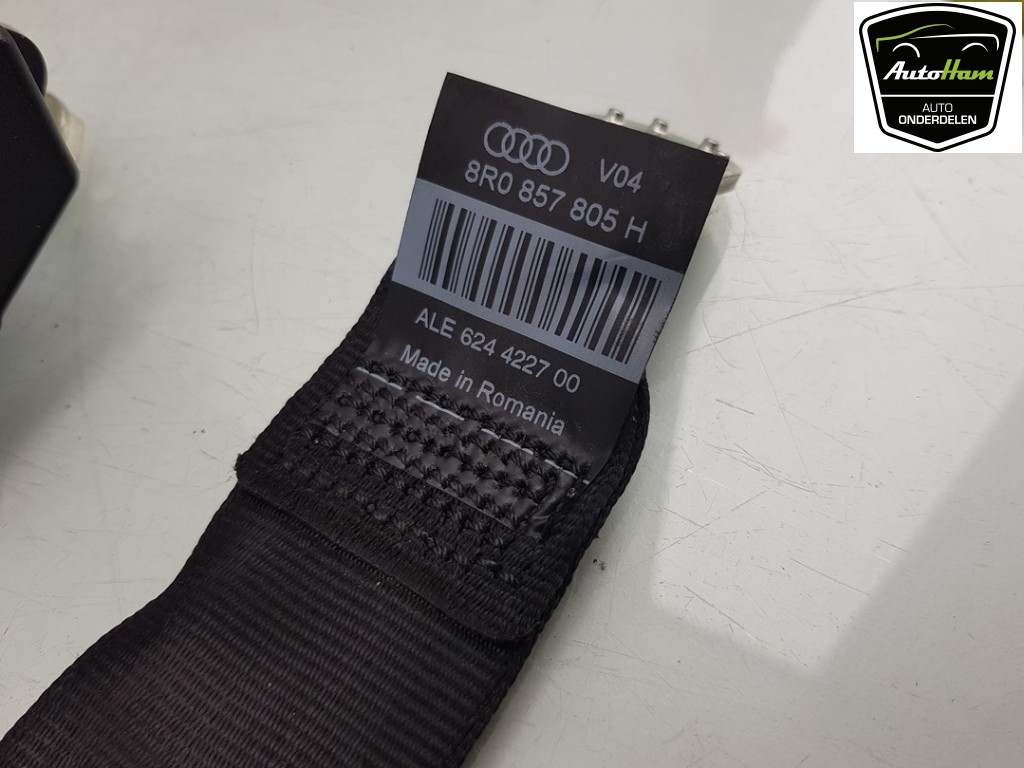 V04
8R0 857 805 H
ALE 624 4227 00
Made in Romania
AutoHam
AUTO
ONDERDELEN